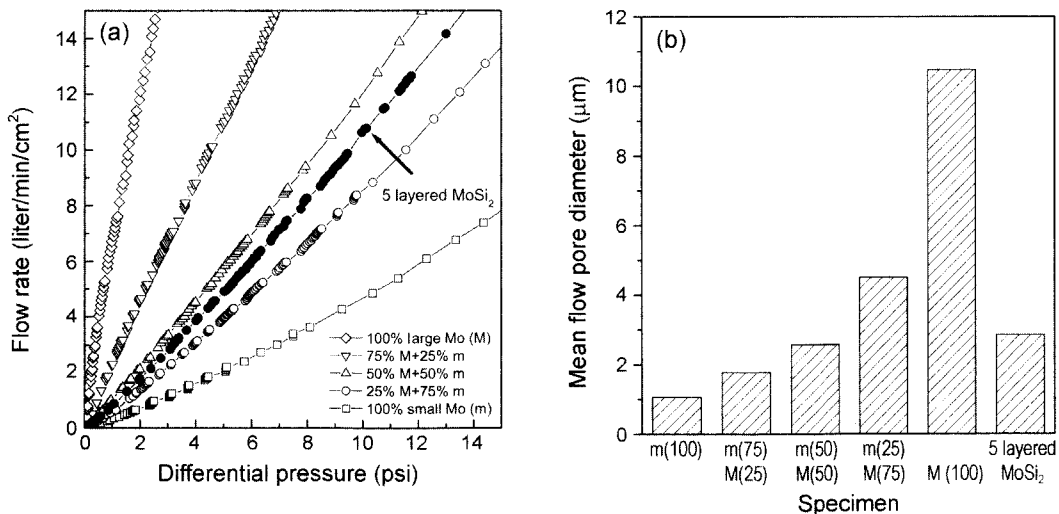 (a)
Flow rate (liter/min/cm²)
14
12
10
8
6
4
2
0
5 layered MoSi₂
100% large Mo (M)
75% M+25% m
50% M+50% m
25% M+75% m
100% small Mo (m)
0 2 4 6 8 10 12 14
Differential pressure (psi)
(b)
Mean flow pore diameter (μm)
12
10
8
6
4
2
0
m(100) m(75) m(50) m(25) 5 layered
M(25) M(50) M(75) M (100) MoSi₂
Specimen